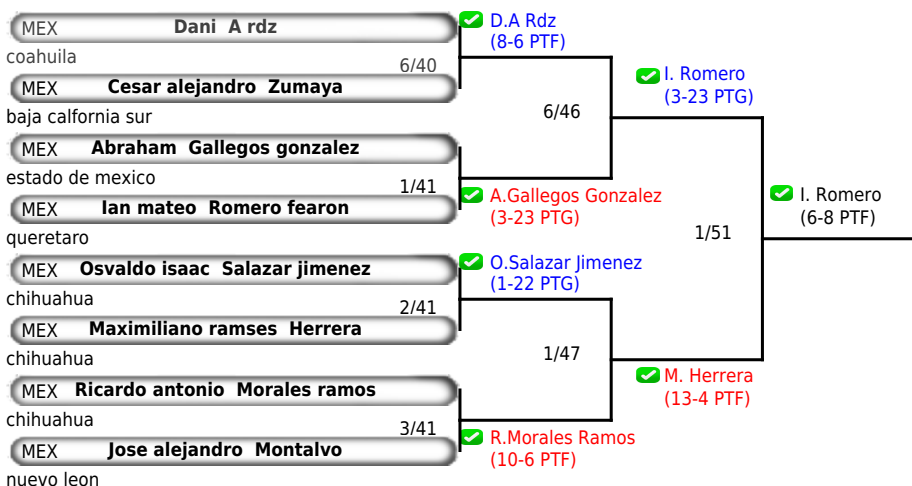 MEX Dani A rdz
coahuila
6/40
MEX Cesar alejandro Zumaya
baja calfornia sur
MEX Abraham Gallegos gonzalez
estado de mexico
1/41
MEX Ian mateo Romero fearon
queretaro
MEX Osvaldo isaac Salazar jimenez
chihuahua
2/41
MEX Maximiliano ramses Herrera
chihuahua
MEX Ricardo antonio Morales ramos
chihuahua
3/41
MEX Jose alejandro Montalvo
nuevo leon
D.A Rdz
(8-6 PTF)
6/46
A.Gallegos Gonzalez
(3-23 PTG)
O.Salazar Jimenez
(1-22 PTG)
1/47
R.Morales Ramos
(10-6 PTF)
I. Romero
(3-23 PTG)
1/51
M. Herrera
(13-4 PTF)
I. Romero
(6-8 PTF)